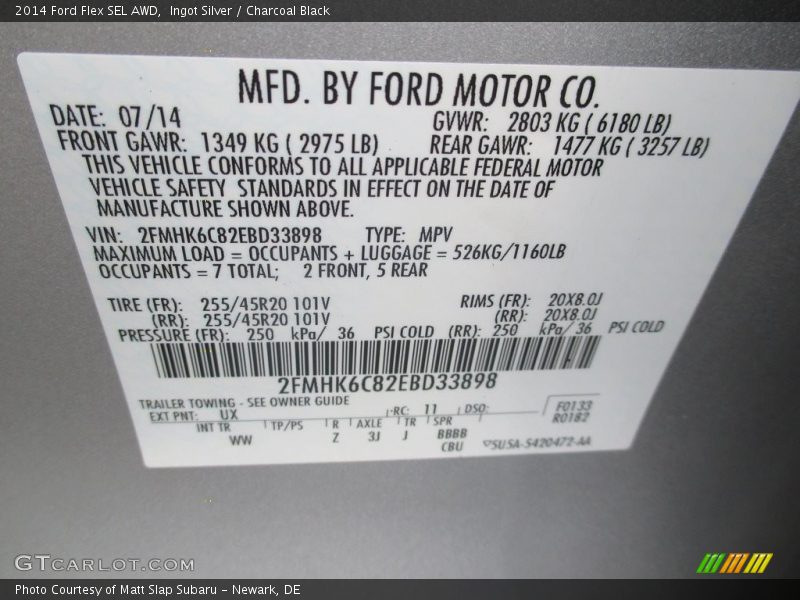 2014 Ford Flex SEL AWD,  Ingot Silver / Charcoal Black
MFD. BY FORD MOTOR CO.
DATE: 07/14 GVWR: 2803 KG ( 6180 LB)
FRONT GAWR: 1349 KG ( 2975 LB) REAR GAWR: 1477 KG ( 3257 LB)
THIS VEHICLE CONFORMS TO ALL APPLICABLE FEDERAL MOTOR
VEHICLE SAFETY STANDARDS IN EFFECT ON THE DATE OF
MANUFACTURE SHOWN ABOVE.
VIN: 2FMHK6C82EBD33898 TYPE: MPV
MAXIMUM LOAD = OCCUPANTS + LUGGAGE = 526KG/1160LB
OCCUPANTS = 7 TOTAL; 2 FRONT, 5 REAR
TIRE (FR): 255/45R20 101V RIMS (FR): 20X8.0J
(RR): 255/45R20 101V (RR): 20X8.0J
PRESSURE (FR): 250 kPa/ 36 PSI COLD (RR): 250 kPa/ 36 PSI COLD
2FMHK6C82EBD33898
TRAILER TOWING - SEE OWNER GUIDE
EXT PNT: UX RC: 11 DSO: F0133
R0182
INT TR TP/PS R AXLE TR SPR
WW Z 3J J BBBB
CBU SUSA-5420472-AA
GTCARLOT.COM
Photo Courtesy of Matt Slap Subaru - Newark, DE